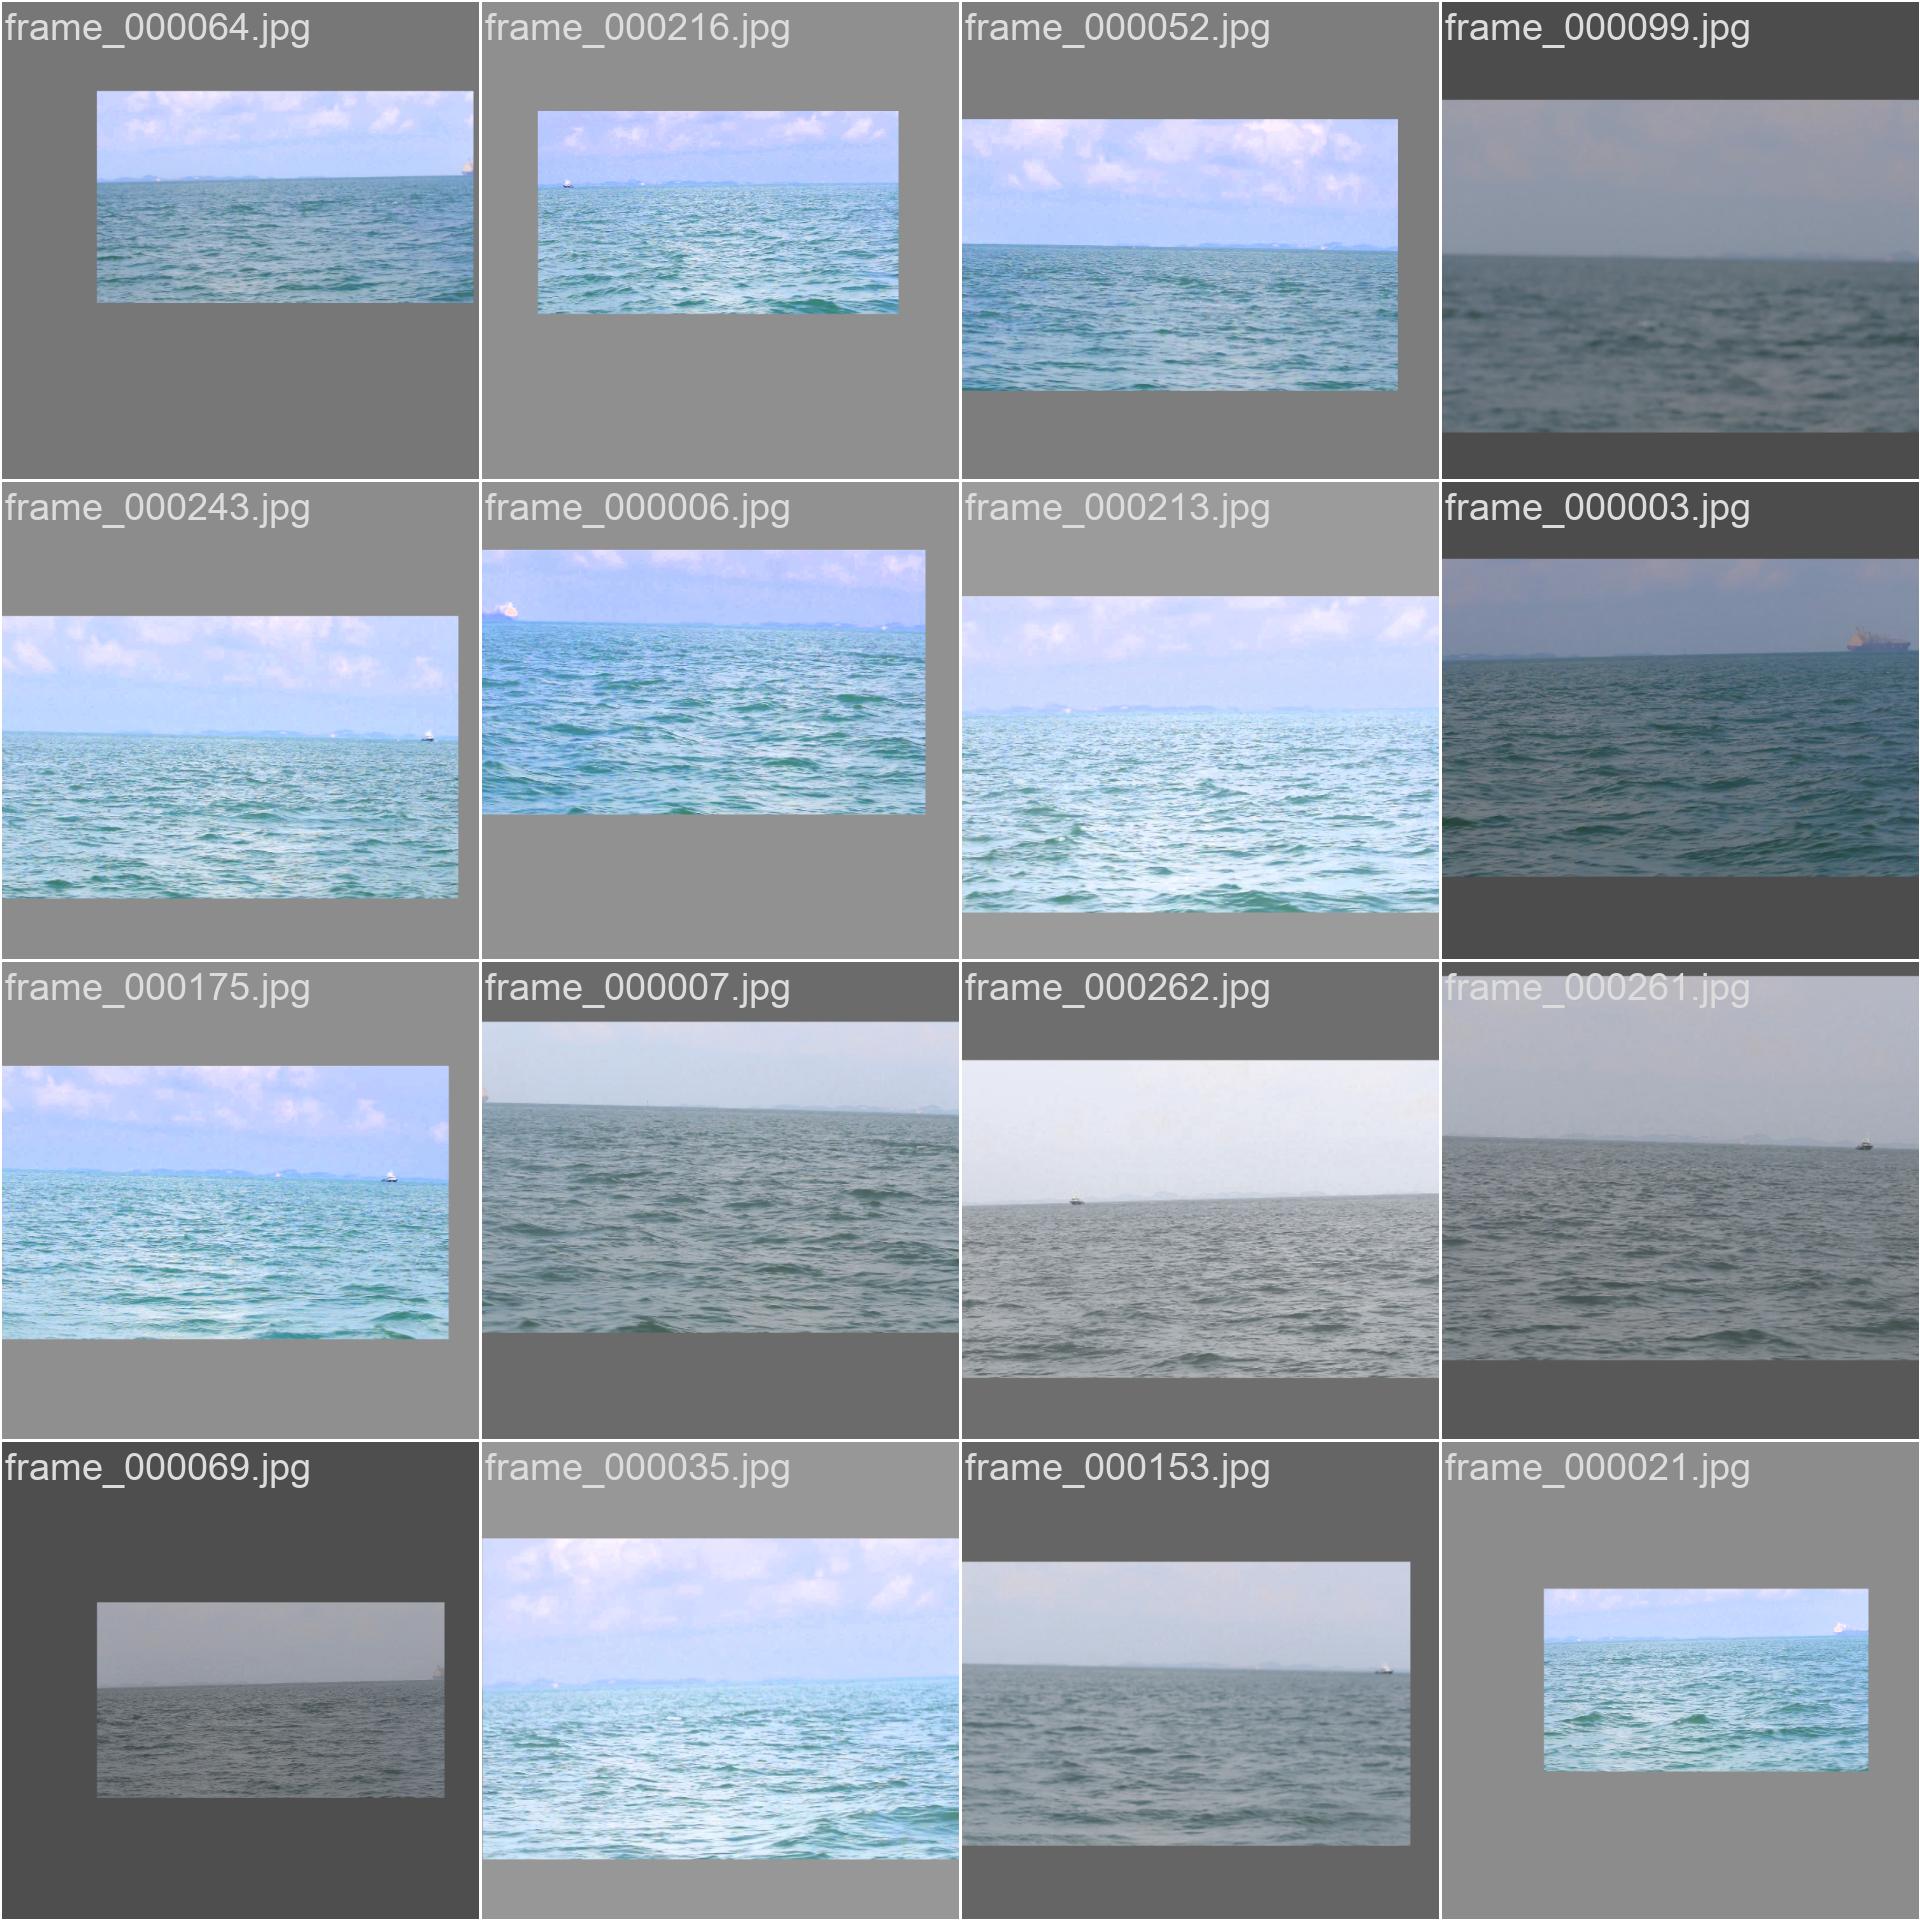 frame_000064.jpg
frame_000216.jpg
frame_000052.jpg
frame_000099.jpg
frame_000243.jpg
frame_000006.jpg
frame_000213.jpg
frame_000003.jpg
frame_000175.jpg
frame_000007.jpg
frame_000262.jpg
frame_000261.jpg
frame_000069.jpg
frame_000035.jpg
frame_000153.jpg
frame_000021.jpg